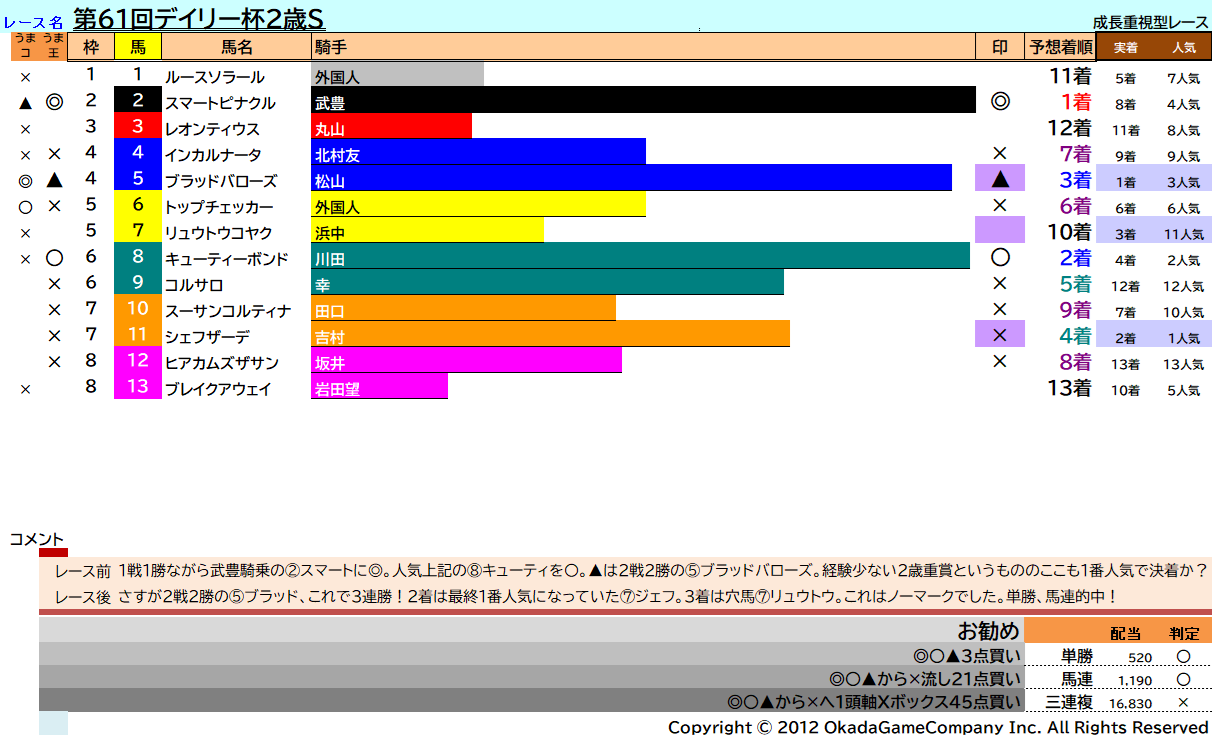 レース名 第61回デイリー杯2歳S 成長重視型レース
うまコ うま王 枠 馬 馬名 騎手 印 予想着順 実着 人気
× 1 1 ルースソラール 外国人 11着 5着 7人気
▲ ◎ 2 2 スマートピナクル 武豊 ◎ 1着 8着 4人気
× 3 3 レオンティウス 丸山 12着 11着 8人気
× × 4 4 インカルナータ 北村友 × 7着 9着 9人気
◎ ▲ 4 5 ブラッドバローズ 松山 ▲ 3着 1着 3人気
○ × 5 6 トップチェッカー 外国人 × 6着 6着 6人気
× 5 7 リュウトウコヤク 浜中 10着 3着 11人気
× ○ 6 8 キューティーボンド 川田 ○ 2着 4着 2人気
× 6 9 コルサロ 幸 × 5着 12着 12人気
× 7 10 スーサンコルティナ 田口 × 9着 7着 10人気
× 7 11 シェフザーデ 吉村 × 4着 2着 1人気
× 8 12 ヒアカムズザサン 坂井 × 8着 13着 13人気
× 8 13 ブレイクアウェイ 岩田望 13着 10着 5人気
コメント
レース前 1戦1勝ながら武豊騎乗の②スマートに◎。人気上記の⑧キューティを○。▲は2戦2勝の⑤ブラッドバローズ。経験少ない2歳重賞というもののここも1番人気で決着か?
レース後 さすが2戦2勝の⑤ブラッド、これで3連勝!2着は最終1番人気になっていた⑦ジェフ。3着は穴馬⑦リュウトウ。これはノーマークでした。単勝、馬連的中!
お勧め 配当 判定
◎○▲3点買い 単勝 520 ○
◎○▲から×流し21点買い 馬連 1,190 ○
◎○▲から×へ1頭軸Xボックス45点買い 三連複 16,830 ×
Copyright © 2012 OkadaGameCompany Inc. All Rights Reserved